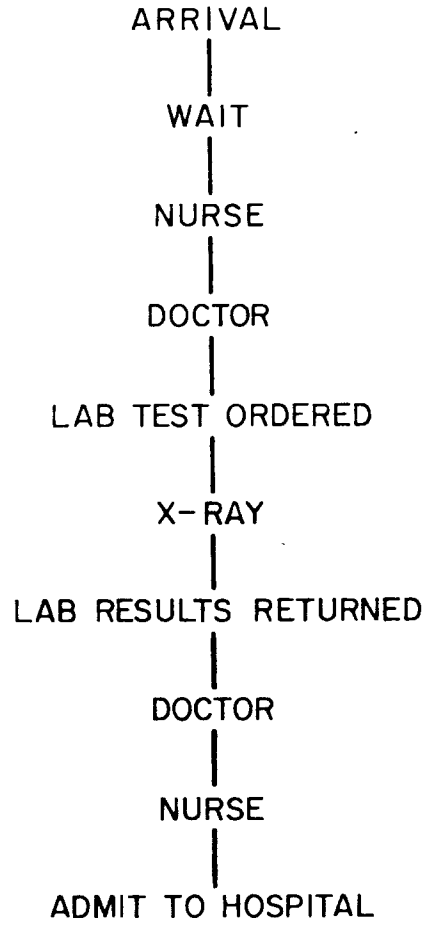 ARRIVAL
WAIT
NURSE
DOCTOR
LAB TEST ORDERED
X-RAY
LAB RESULTS RETURNED
DOCTOR
NURSE
ADMIT TO HOSPITAL